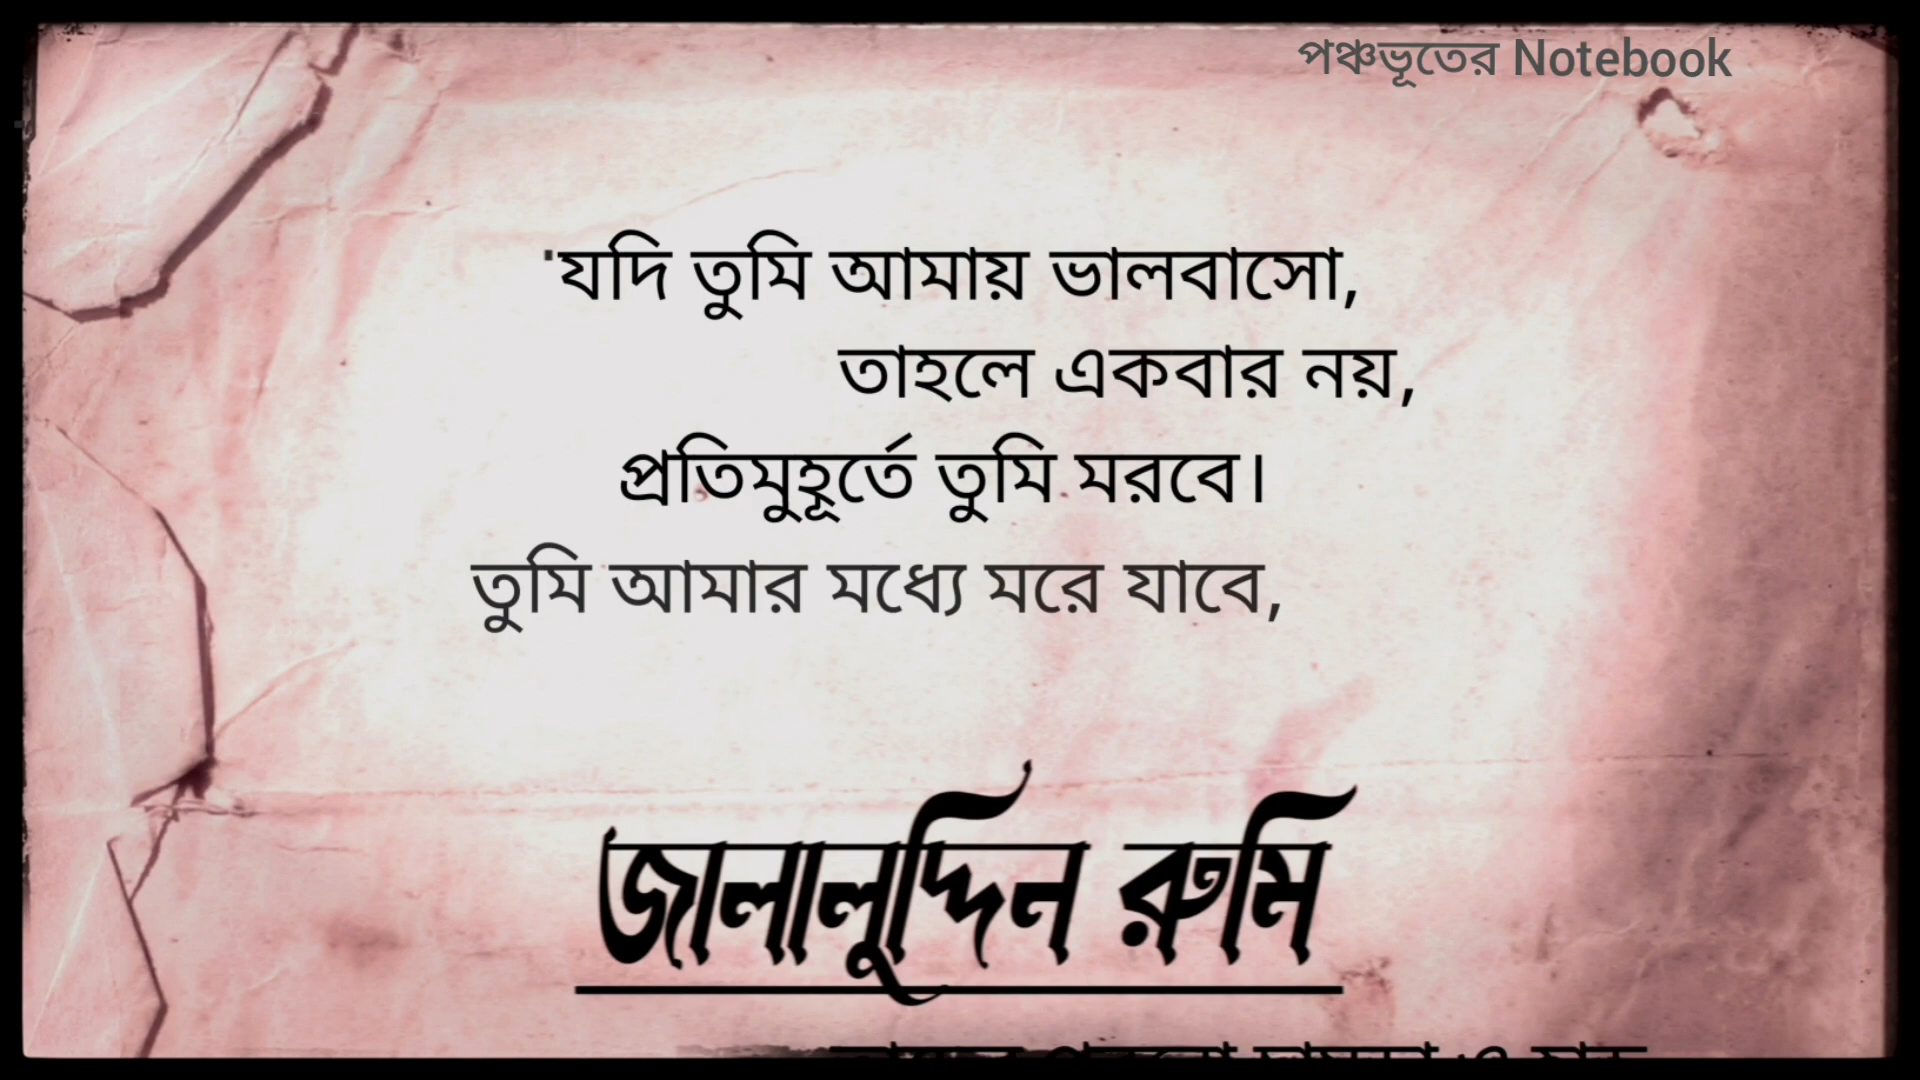 পঞ্চভূতের Notebook
'যদি তুমি আমায় ভালবাসো,
তাহলে একবার নয়,
প্রতিমুহূর্তে তুমি মরবে।
তুমি আমার মধ্যে মরে যাবে,
জালালুদ্দিন রুমি